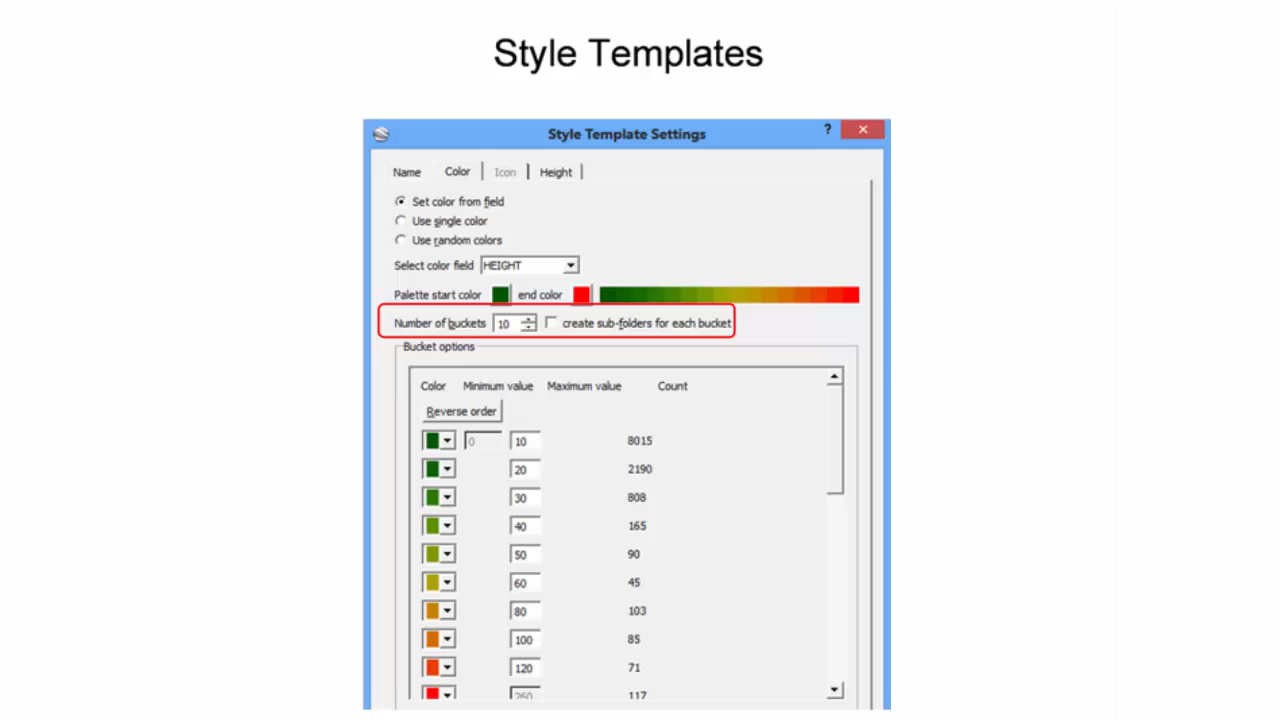 Style Templates
Style Template Settings ?
Name Color Icon Height
Set color from field
Use single color
Use random colors
Select color field HEIGHT
Palette start color end color
Number of buckets 10 create sub-folders for each bucket
Bucket options
Color Minimum value Maximum value Count
Reverse order
0 10 8015
20 2190
30 808
40 165
50 90
60 45
80 103
100 85
120 71
260 117